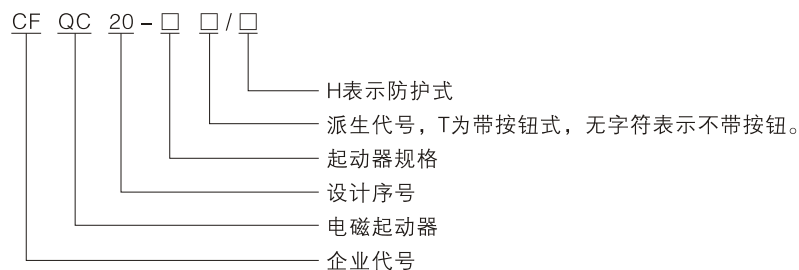 CF QC 20-□ □/□
H表示防护式
派生代号，T为带按钮式，无字符表示不带按钮。
起动器规格
设计序号
电磁起动器
企业代号